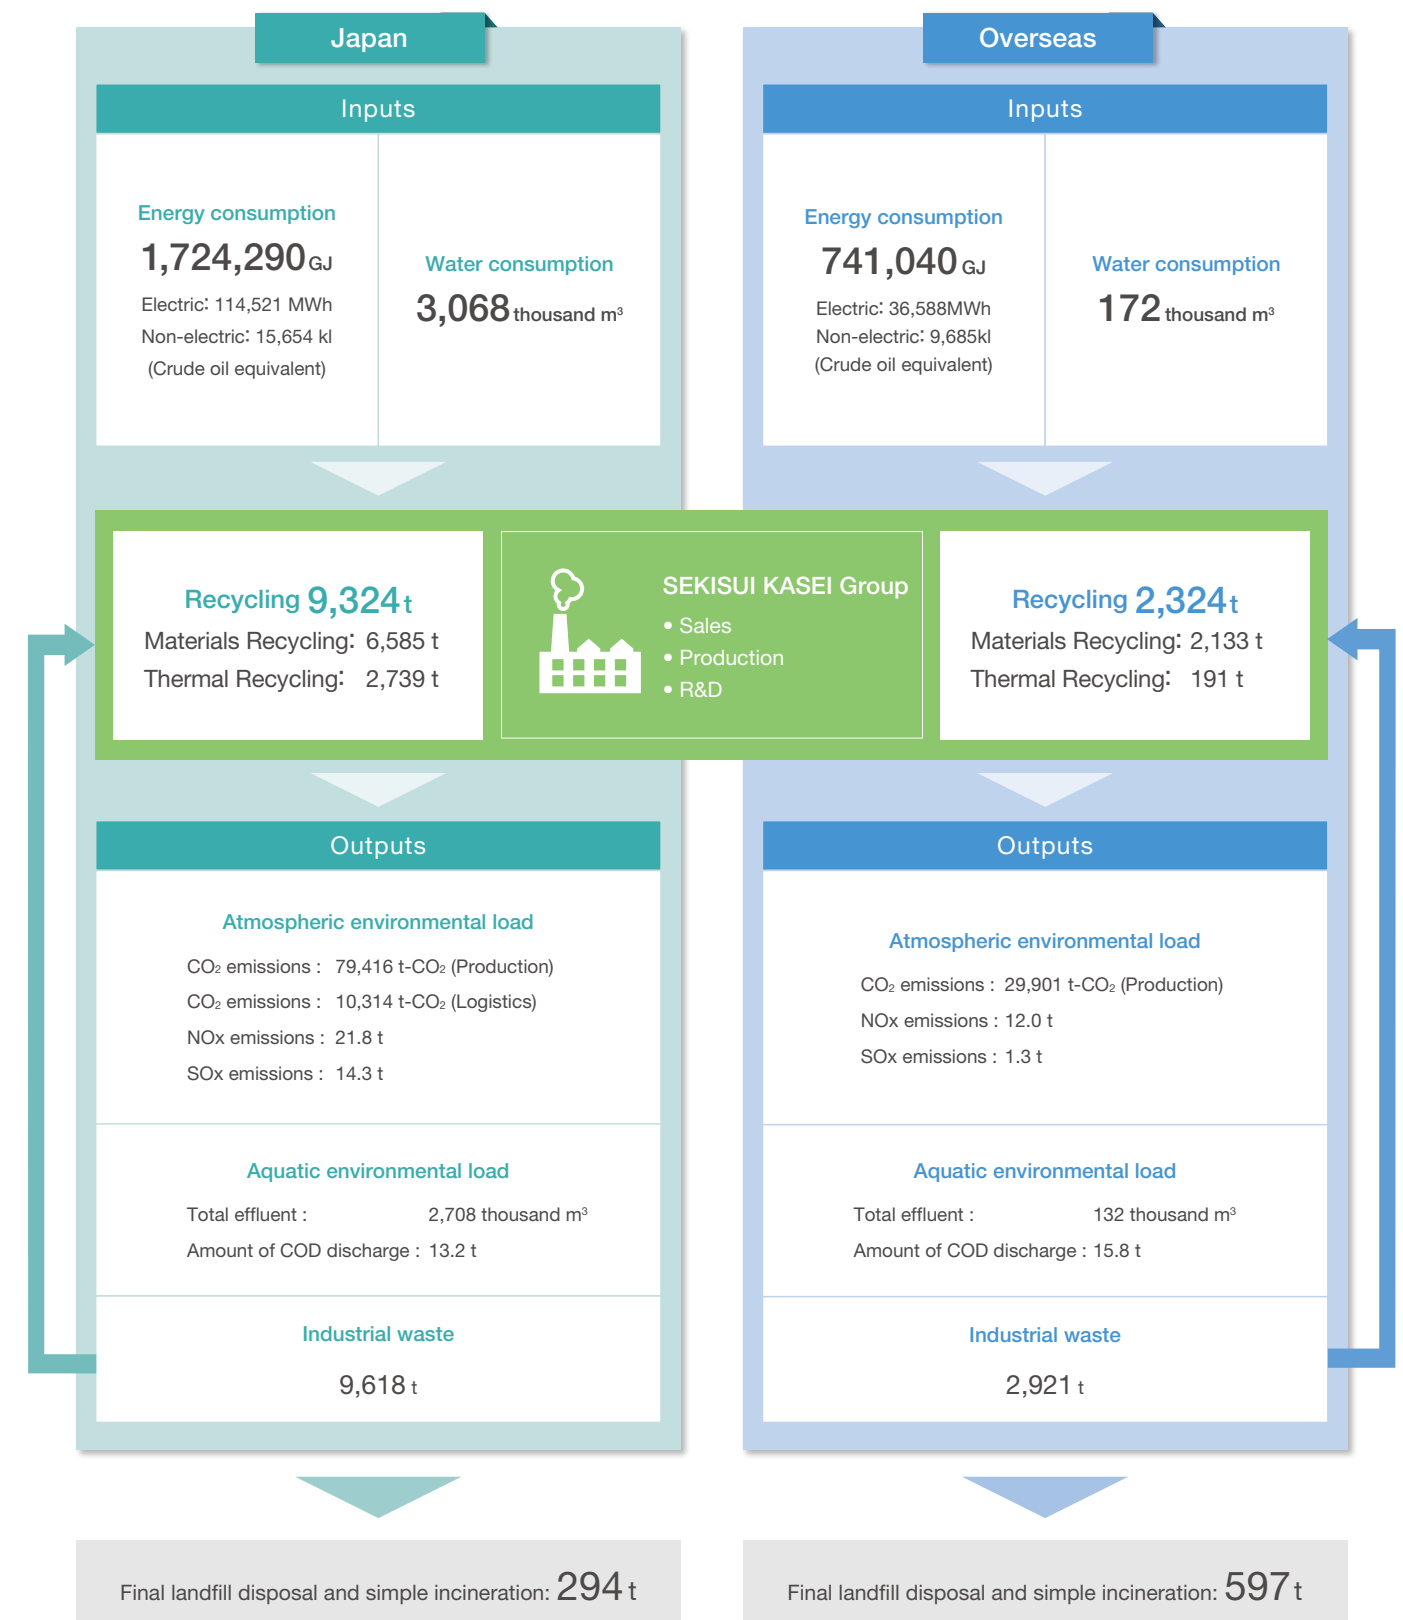 Japan
Inputs
Energy consumption
1,724,290 GJ
Electric: 114,521 MWh
Non-electric: 15,654 kl
(Crude oil equivalent)
Water consumption
3,068 thousand m³
Overseas
Inputs
Energy consumption
741,040 GJ
Electric: 36,588MWh
Non-electric: 9,685kl
(Crude oil equivalent)
Water consumption
172 thousand m³
Recycling 9,324 t
Materials Recycling: 6,585 t
Thermal Recycling: 2,739 t
SEKISUI KASEI Group
• Sales
• Production
• R&D
Recycling 2,324 t
Materials Recycling: 2,133 t
Thermal Recycling: 191 t
Outputs
Atmospheric environmental load
CO₂ emissions : 79,416 t-CO₂ (Production)
CO₂ emissions : 10,314 t-CO₂ (Logistics)
NOx emissions : 21.8 t
SOx emissions : 14.3 t
Aquatic environmental load
Total effluent : 2,708 thousand m³
Amount of COD discharge : 13.2 t
Industrial waste
9,618 t
Final landfill disposal and simple incineration: 294 t
Outputs
Atmospheric environmental load
CO₂ emissions : 29,901 t-CO₂ (Production)
NOx emissions : 12.0 t
SOx emissions : 1.3 t
Aquatic environmental load
Total effluent : 132 thousand m³
Amount of COD discharge : 15.8 t
Industrial waste
2,921 t
Final landfill disposal and simple incineration: 597 t